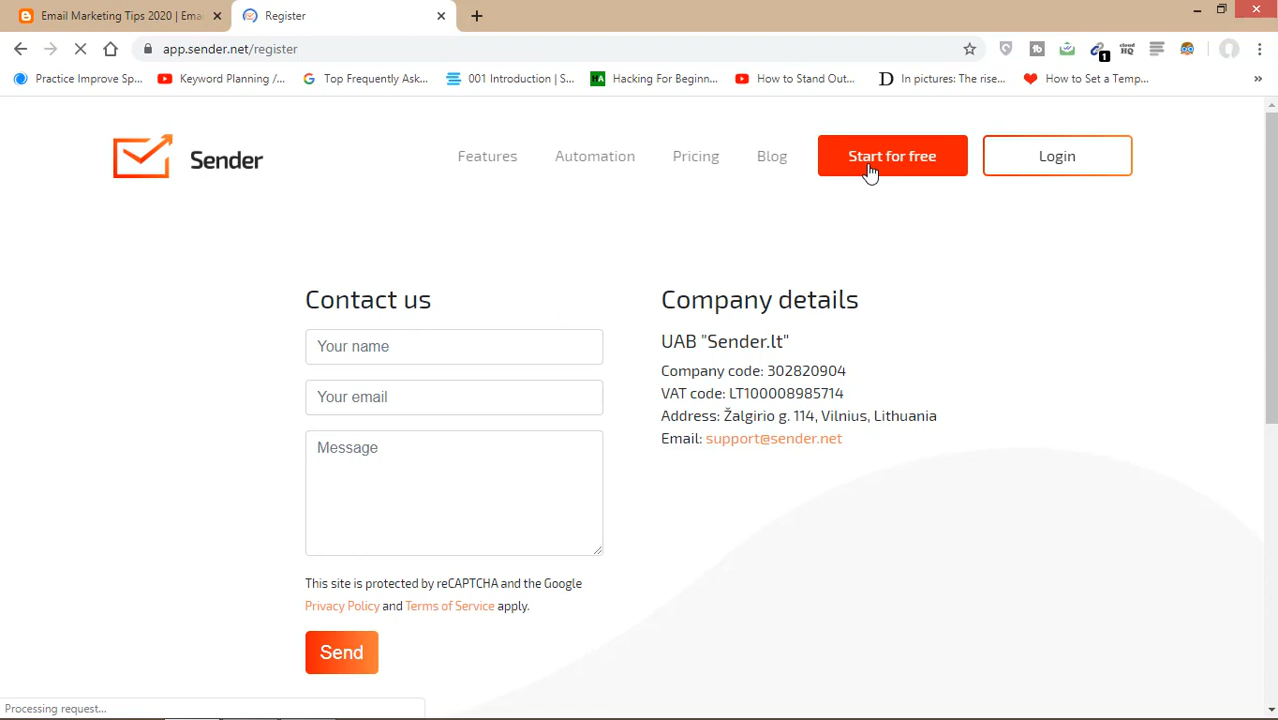 Email Marketing Tips 2020 | Ema
Register
app.sender.net/register
1
cloud HQ
Practice Improve Sp...
Keyword Planning /...
Top Frequently Ask...
001 Introduction | S...
Hacking For Beginn...
How to Stand Out...
In pictures: The rise...
How to Set a Temp...
Sender
Features
Automation
Pricing
Blog
Start for free
Login
Contact us
Your name
Your email
Message
This site is protected by reCAPTCHA and the Google
Privacy Policy and Terms of Service apply.
Send
Company details
UAB "Sender.lt"
Company code: 302820904
VAT code: LT100008985714
Address: Žalgirio g. 114, Vilnius, Lithuania
Email: support@sender.net
Processing request...